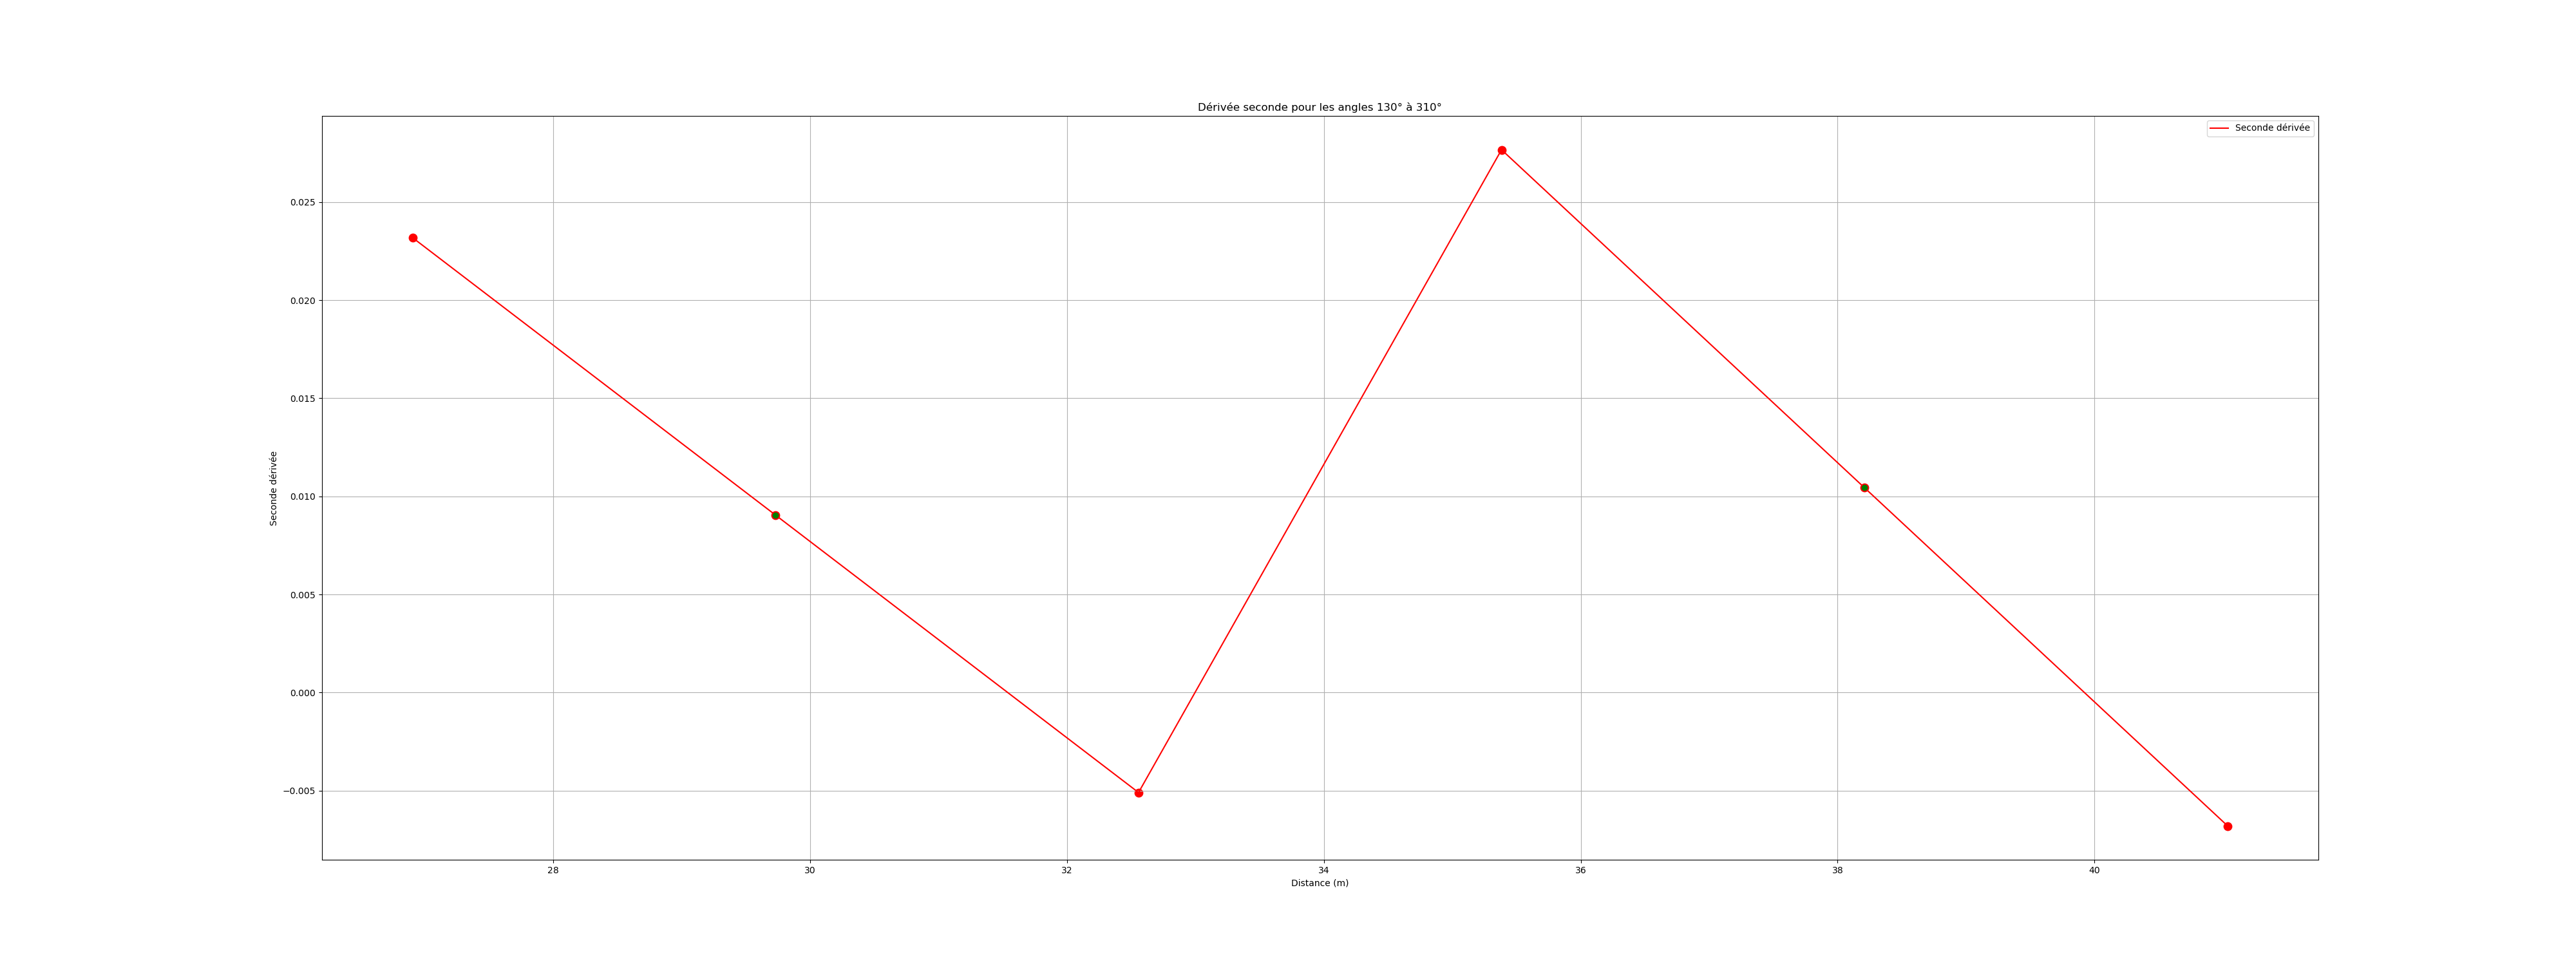 Dérivée seconde pour les angles 130° à 310°
Seconde dérivée
0.025
0.020
0.015
0.010
0.005
0.000
−0.005
Seconde dérivée
28 30 32 34 36 38 40
Distance (m)